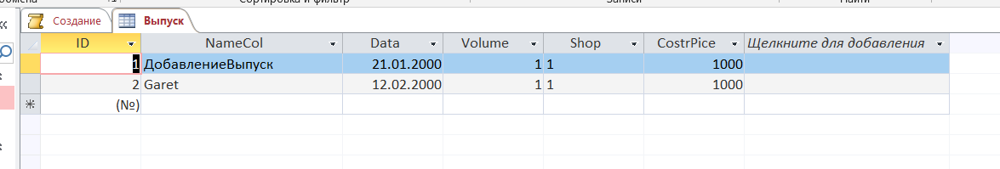 Сортировка и фильтр Записи Найти
Создание Выпуск
ID NameCol Data Volume Shop CostrPice Щелкните для добавления
1 ДобавлениеВыпуск 21.01.2000 1 1 1000
2 Garet 12.02.2000 1 1 1000
(№)